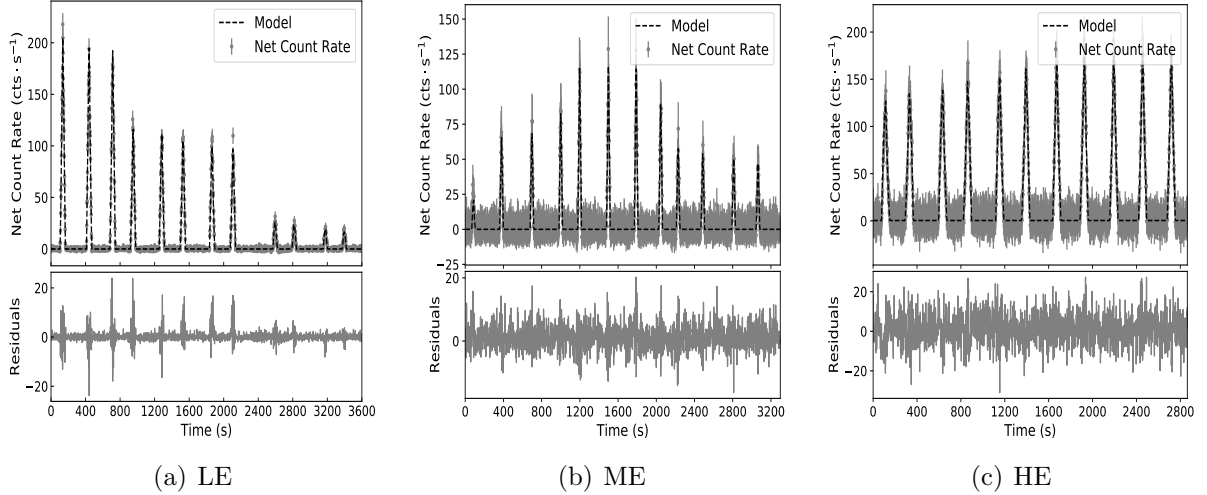 Net Count Rate (cts · s⁻¹)
200
150
100
50
0
Model
Net Count Rate
Residuals
20
0
−20
0 400 800 1200 1600 2000 2400 2800 3200 3600
Time (s)
(a) LE
Net Count Rate (cts · s⁻¹)
150
125
100
75
50
25
0
−25
Model
Net Count Rate
Residuals
20
0
0 400 800 1200 1600 2000 2400 2800 3200
Time (s)
(b) ME
Net Count Rate (cts · s⁻¹)
200
150
100
50
0
Model
Net Count Rate
Residuals
20
0
−20
0 400 800 1200 1600 2000 2400 2800
Time (s)
(c) HE